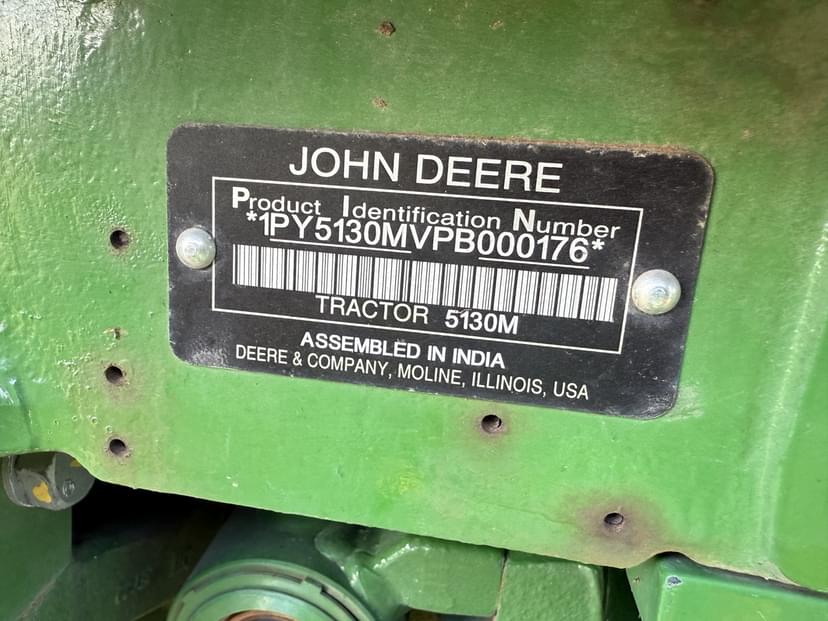 JOHN DEERE
Product Identification Number
*1PY5130MVPB000176*
TRACTOR 5130M
ASSEMBLED IN INDIA
DEERE & COMPANY, MOLINE, ILLINOIS, USA